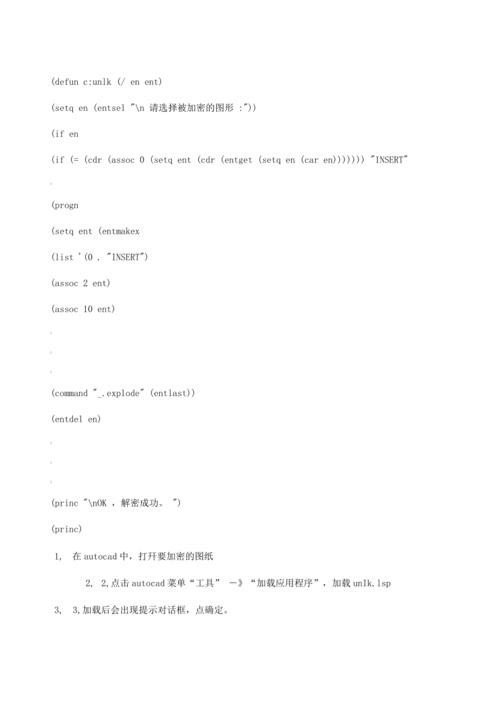 (defun c:unlk (/ en ent)
(setq en (entsel "\n 请选择被加密的图形 :"))
(if en
(if (= (cdr (assoc 0 (setq ent (cdr (entget (setq en (car en))))))) "INSERT"
(progn
(setq ent (entmakex
(list '(0 . "INSERT")
(assoc 2 ent)
(assoc 10 ent)
(command "_.explode" (entlast))
(entdel en)
(princ "\nOK ，解密成功。 ")
(princ)
1, 在 autocad 中，打开要加密的图纸
2, 2,点击 autocad 菜单“工具” －》“加载应用程序”，加载 unIk.lsp
3, 3,加载后会出现提示对话框，点确定。